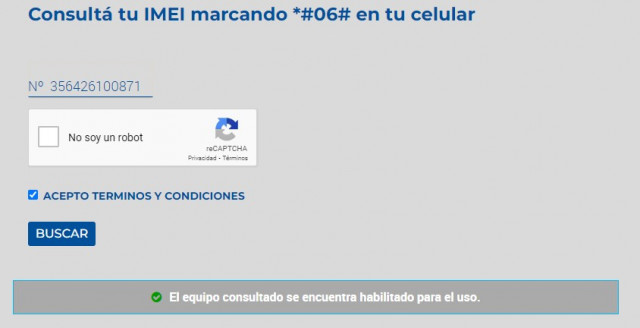 Consultá tu IMEI marcando *#06# en tu celular
Nº 356426100871
No soy un robot
reCAPTCHA
Privacidad - Términos
ACEPTO TERMINOS Y CONDICIONES
BUSCAR
El equipo consultado se encuentra habilitado para el uso.